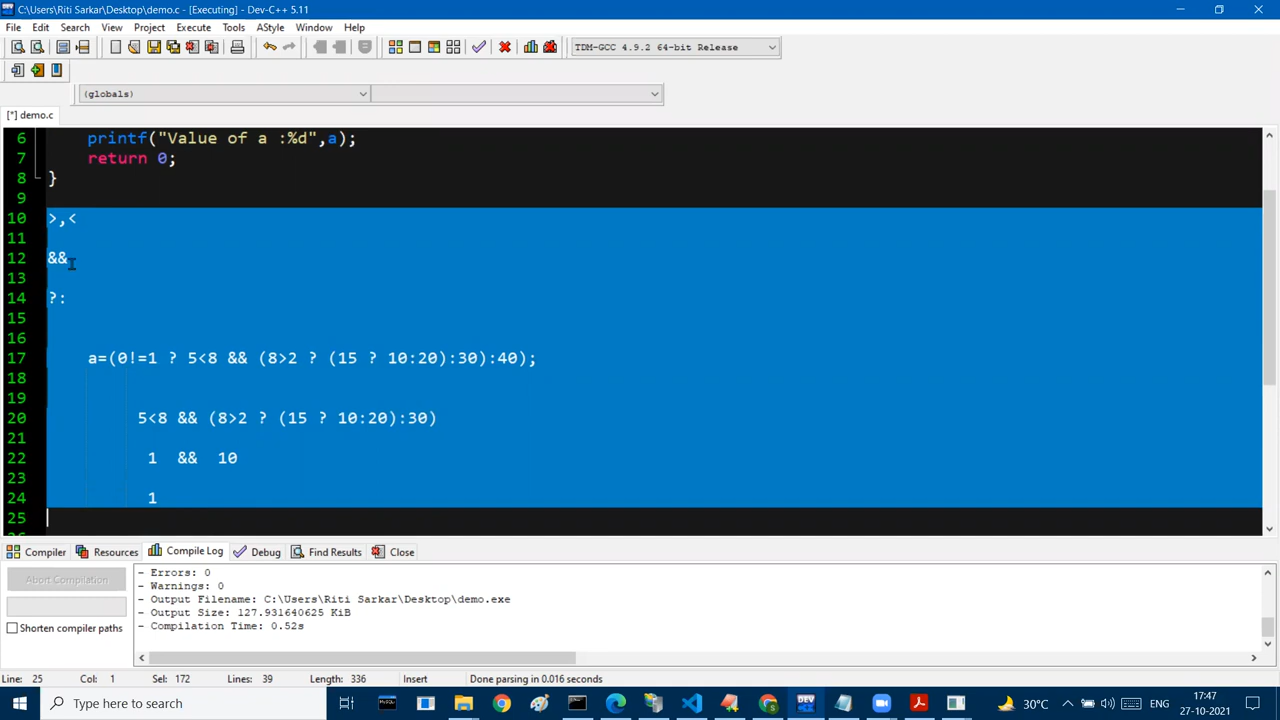 C:\Users\Riti Sarkar\Desktop\demo.c - [Executing] - Dev-C++ 5.11
File Edit Search View Project Execute Tools AStyle Window Help
TDM-GCC 4.9.2 64-bit Release
(globals)
[*] demo.c
6 printf("Value of a :%d",a);
7 return 0;
8 }
9
10 >,<
11
12 &&
13
14 ?:
15
16
17 a=(0!=1 ? 5<8 && (8>2 ? (15 ? 10:20):30):40);
18
19
20 5<8 && (8>2 ? (15 ? 10:20):30)
21
22 1 && 10
23
24 1
25
Compiler Resources Compile Log Debug Find Results Close
Abort Compilation
Shorten compiler paths
- Errors: 0
- Warnings: 0
- Output Filename: C:\Users\Riti Sarkar\Desktop\demo.exe
- Output Size: 127.931640625 KiB
- Compilation Time: 0.52s
Line: 25 Col: 1 Sel: 172 Lines: 39 Length: 336 Insert Done parsing in 0.016 seconds
Type here to search
DEV
30°C
ENG
17:47
27-10-2021